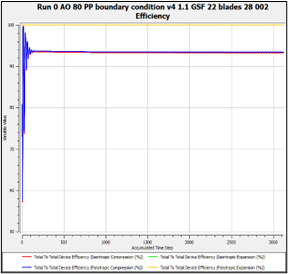 Run 0 AO 80 PP boundary condition v4 1.1 GSF 22 blades 28 002
Efficiency
100
95
90
85
80
Variable Value
0
500
1000
1500
2000
2500
3000
Accumulated Time Step
Total To Total Device Efficiency (Isentropic Compression [%])
Total To Total Device Efficiency (Isentropic Expansion [%])
Total To Total Device Efficiency (Polytropic Compression [%])
Total To Total Device Efficiency (Polytropic Expansion [%])